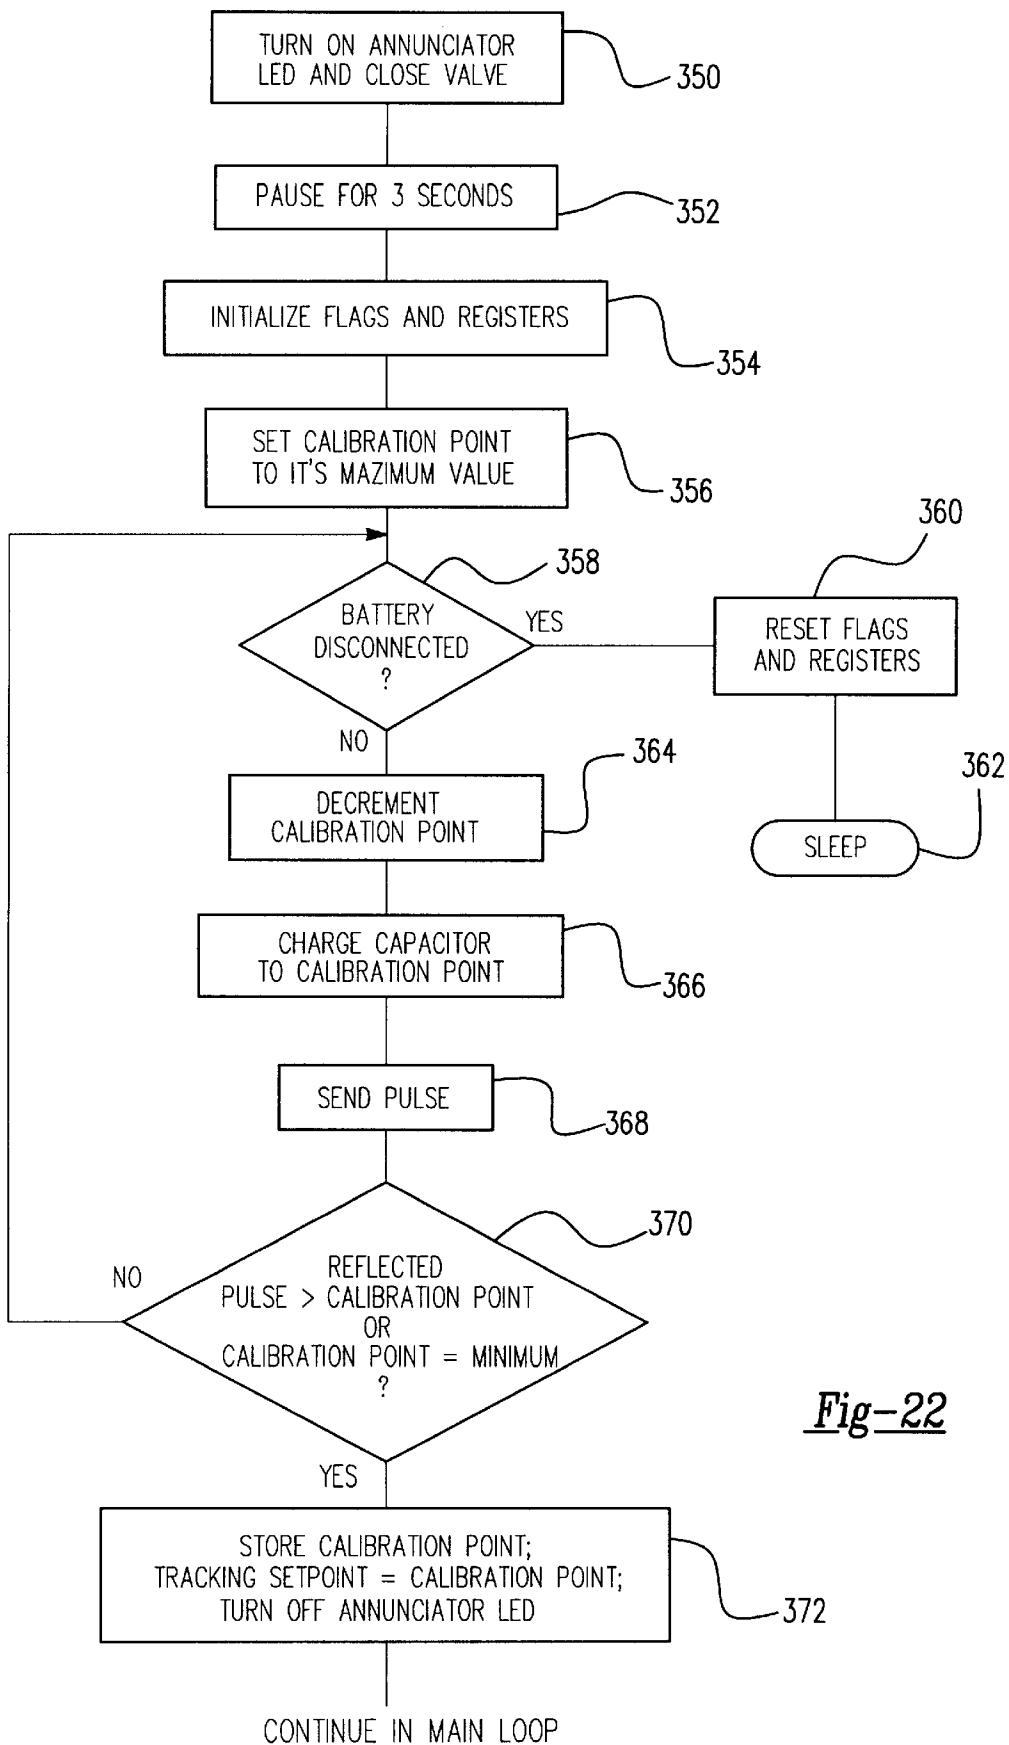 TURN ON ANNUNCIATOR
LED AND CLOSE VALVE
350
PAUSE FOR 3 SECONDS
352
INITIALIZE FLAGS AND REGISTERS
354
SET CALIBRATION POINT
TO IT'S MAZIMUM VALUE
356
358
BATTERY
DISCONNECTED
?
YES
360
RESET FLAGS
AND REGISTERS
362
SLEEP
NO
364
DECREMENT
CALIBRATION POINT
CHARGE CAPACITOR
TO CALIBRATION POINT
366
SEND PULSE
368
370
NO
REFLECTED
PULSE > CALIBRATION POINT
OR
CALIBRATION POINT = MINIMUM
?
Fig-22
YES
STORE CALIBRATION POINT;
TRACKING SETPOINT = CALIBRATION POINT;
TURN OFF ANNUNCIATOR LED
372
CONTINUE IN MAIN LOOP